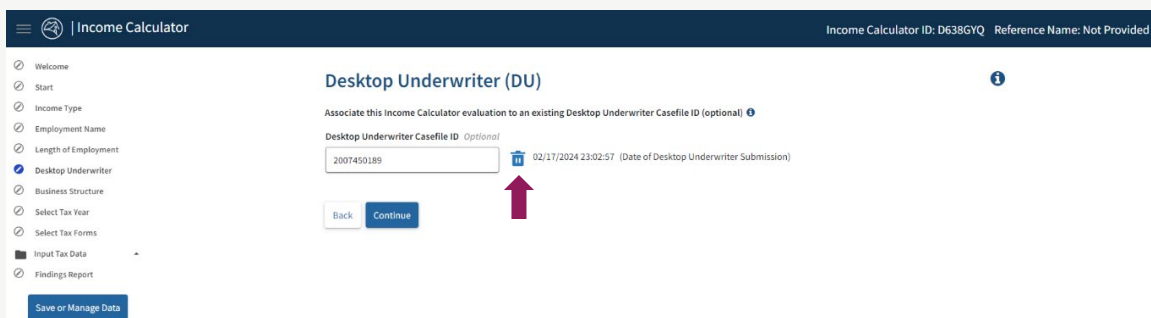 | Income Calculator
Income Calculator ID: D638GYQ Reference Name: Not Provided
Welcome
Start
Income Type
Employment Name
Length of Employment
Desktop Underwriter
Business Structure
Select Tax Year
Select Tax Forms
Input Tax Data
Findings Report
Save or Manage Data
Desktop Underwriter (DU)
Associate this Income Calculator evaluation to an existing Desktop Underwriter Casefile ID (optional)
Desktop Underwriter Casefile ID Optional
2007450189
02/17/2024 23:02:57 (Date of Desktop Underwriter Submission)
Back Continue